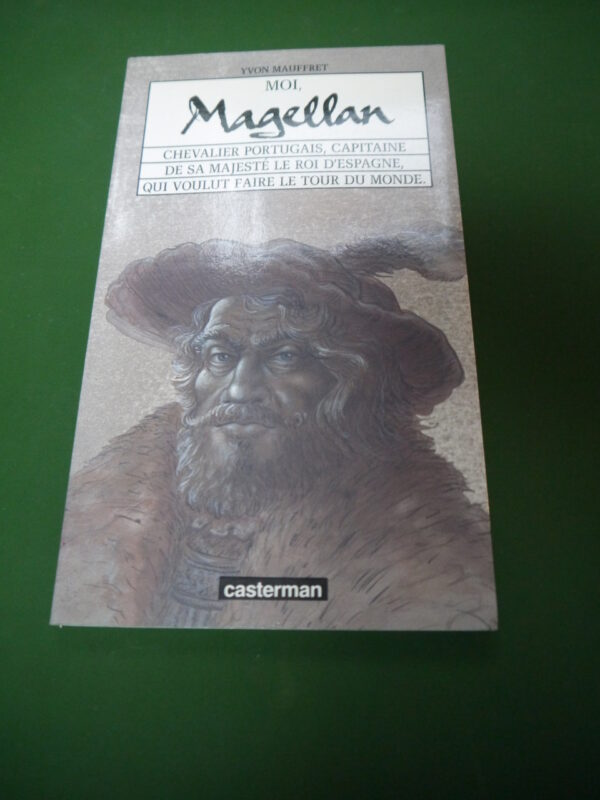 YVON MAUFFRET
MOI,
Magellan
CHEVALIER PORTUGAIS, CAPITAINE
DE SA MAJESTÉ LE ROI D'ESPAGNE,
QUI VOULUT FAIRE LE TOUR DU MONDE.
casterman